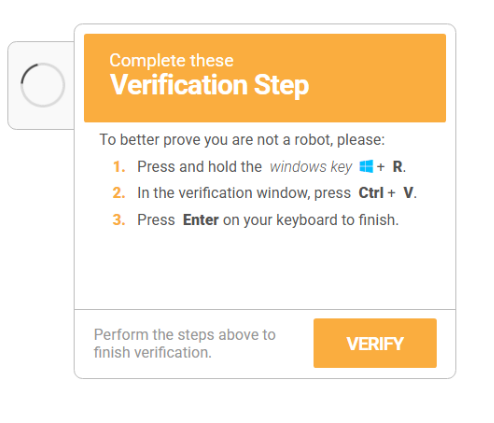 Complete these
Verification Step
To better prove you are not a robot, please:
1. Press and hold the windows key + R.
2. In the verification window, press Ctrl + V.
3. Press Enter on your keyboard to finish.
Perform the steps above to
finish verification.
VERIFY